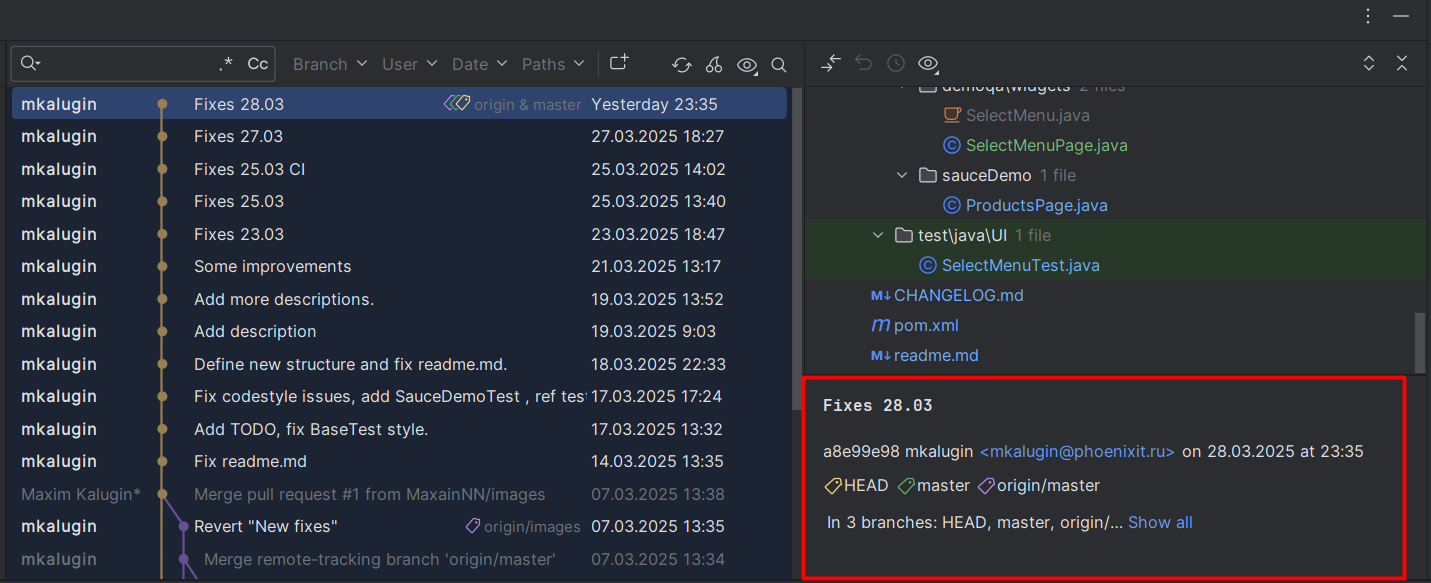 .* Cc Branch User Date Paths
mkalugin Fixes 28.03 origin & master Yesterday 23:35
mkalugin Fixes 27.03 27.03.2025 18:27
mkalugin Fixes 25.03 CI 25.03.2025 14:02
mkalugin Fixes 25.03 25.03.2025 13:40
mkalugin Fixes 23.03 23.03.2025 18:47
mkalugin Some improvements 21.03.2025 13:17
mkalugin Add more descriptions. 19.03.2025 13:52
mkalugin Add description 19.03.2025 9:03
mkalugin Define new structure and fix readme.md. 18.03.2025 22:33
mkalugin Fix codestyle issues, add SauceDemoTest , ref test 17.03.2025 17:24
mkalugin Add TODO, fix BaseTest style. 17.03.2025 13:32
mkalugin Fix readme.md 14.03.2025 13:35
Maxim Kalugin* Merge pull request #1 from MaxainNN/images 07.03.2025 13:38
mkalugin Revert "New fixes" origin/images 07.03.2025 13:35
mkalugin Merge remote-tracking branch 'origin/master' 07.03.2025 13:34
demoqa\widgets 2 files
SelectMenu.java
C SelectMenuPage.java
sauceDemo 1 file
C ProductsPage.java
test\java\UI 1 file
C SelectMenuTest.java
M↓ CHANGELOG.md
m pom.xml
M↓ readme.md
Fixes 28.03
a8e99e98 mkalugin <mkalugin@phoenixit.ru> on 28.03.2025 at 23:35
HEAD master origin/master
In 3 branches: HEAD, master, origin/... Show all